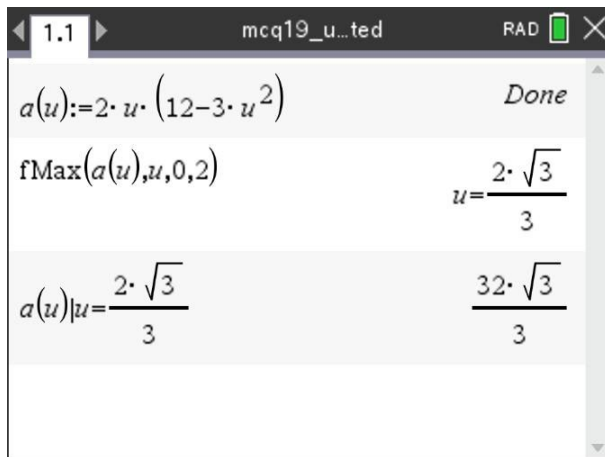 1.1 mcq19_u…ted RAD
a(u):=2· u· (12−3· u²) Done
fMax(a(u),u,0,2) u=2· √3/3
a(u)|u=2· √3/3 32· √3/3